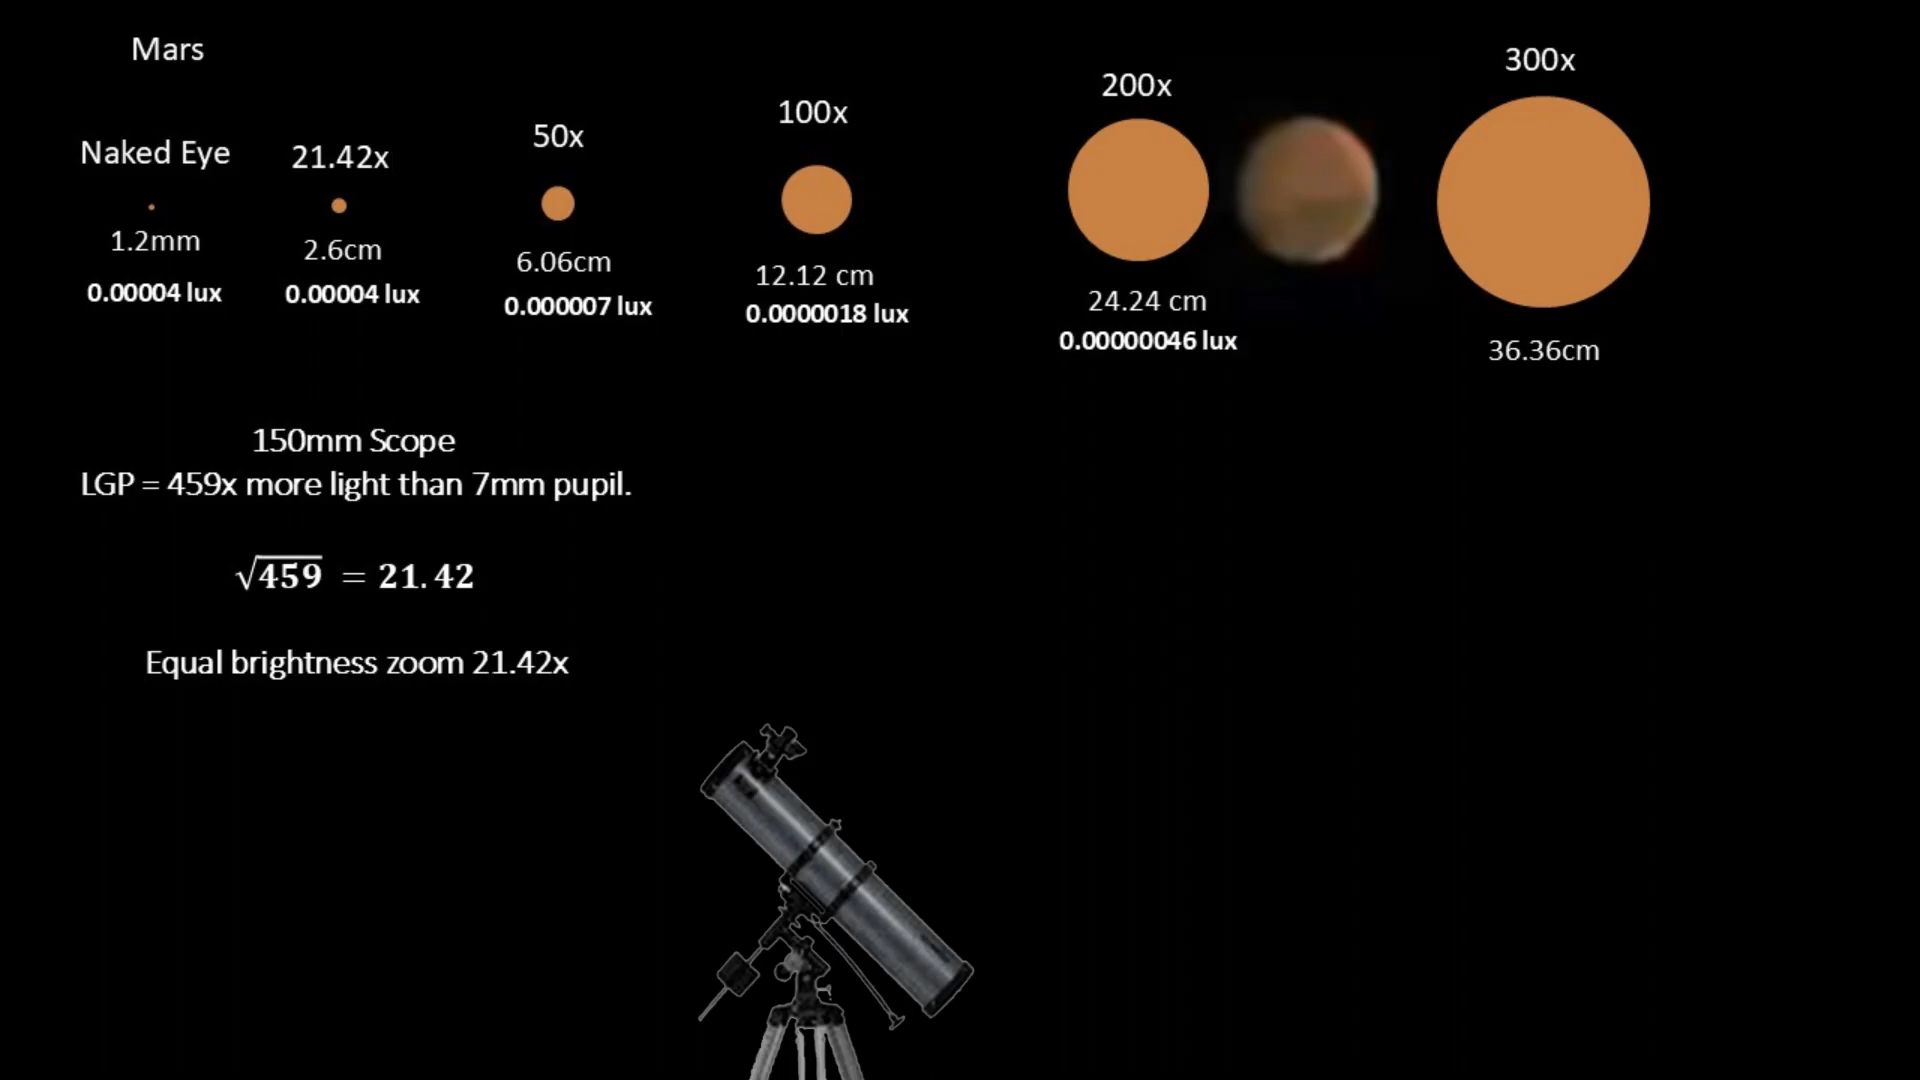 Mars
Naked Eye
1.2mm
0.00004 lux
21.42x
2.6cm
0.00004 lux
50x
6.06cm
0.000007 lux
100x
12.12 cm
0.0000018 lux
200x
24.24 cm
0.00000046 lux
300x
36.36cm
150mm Scope
LGP = 459x more light than 7mm pupil.
√459 = 21.42
Equal brightness zoom 21.42x